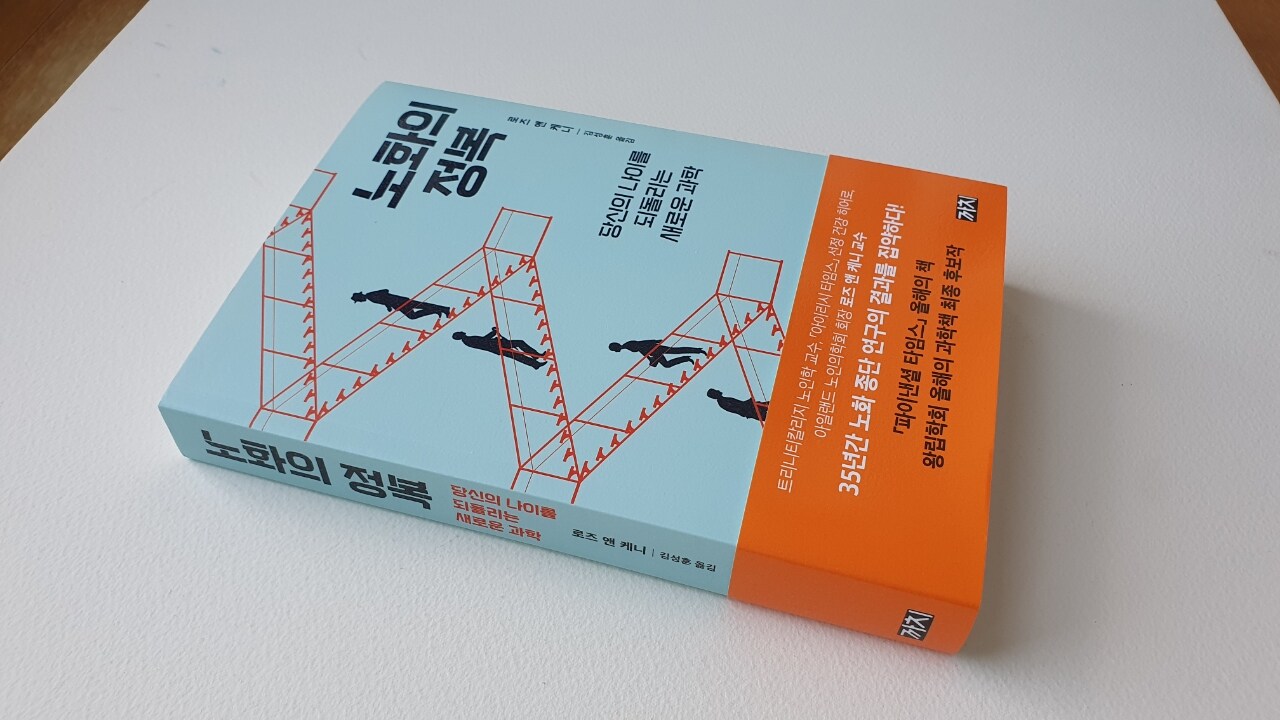 노화의
정복
로즈 앤 케니 | 김성훈 옮김
당신의 나이를
되돌리는
새로운 과학
트리니티칼리지 노인학 교수, 「아이리시 타임스」 선정 건강 히어로,
아일랜드 노인의학회 회장 로즈 앤 케니 교수
35년간 노화 종단 연구의 결과를 집약하다!
「파이낸셜 타임스」 올해의 책
왕립학회 올해의 과학책 최종 후보작
까치
노화의 정복
당신의 나이를
되돌리는
새로운 과학
로즈 앤 케니 | 김성훈 옮김
까치